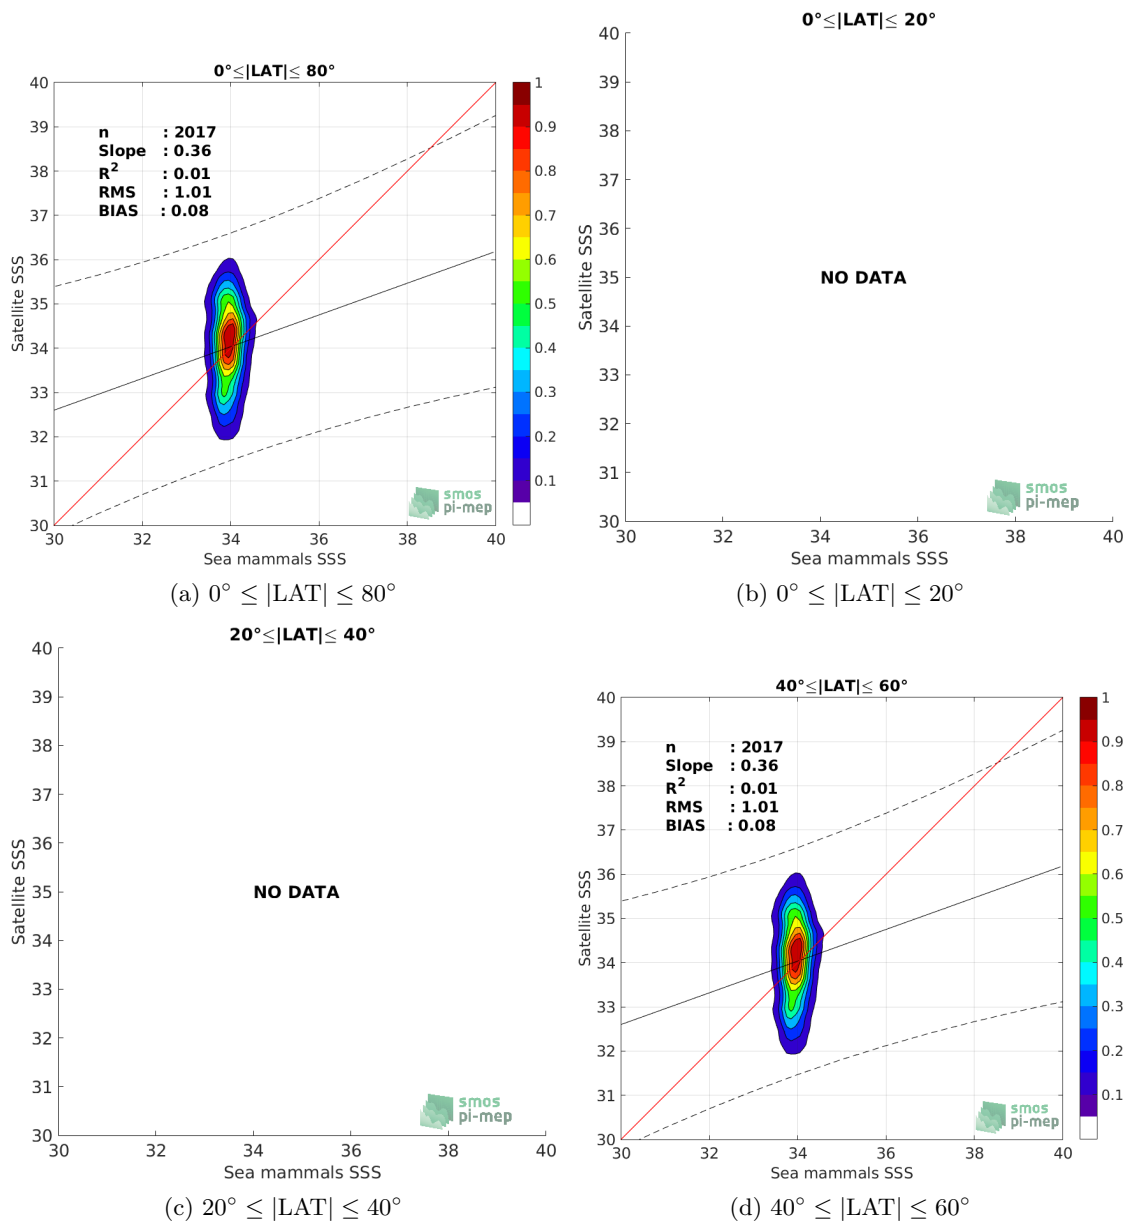 0°≤|LAT|≤ 80°
40
39
38
37
36
35
34
33
32
31
30
Satellite SSS
n : 2017
Slope : 0.36
R² : 0.01
RMS : 1.01
BIAS : 0.08
smos
pi-mep
30 32 34 36 38 40
Sea mammals SSS
1
0.9
0.8
0.7
0.6
0.5
0.4
0.3
0.2
0.1
(a) 0° ≤ |LAT| ≤ 80°
0°≤|LAT|≤ 20°
40
39
38
37
36
35
34
33
32
31
30
Satellite SSS
NO DATA
smos
pi-mep
30 32 34 36 38 40
Sea mammals SSS
(b) 0° ≤ |LAT| ≤ 20°
20°≤|LAT|≤ 40°
40
39
38
37
36
35
34
33
32
31
30
Satellite SSS
NO DATA
smos
pi-mep
30 32 34 36 38 40
Sea mammals SSS
(c) 20° ≤ |LAT| ≤ 40°
40°≤|LAT|≤ 60°
40
39
38
37
36
35
34
33
32
31
30
Satellite SSS
n : 2017
Slope : 0.36
R² : 0.01
RMS : 1.01
BIAS : 0.08
smos
pi-mep
30 32 34 36 38 40
Sea mammals SSS
1
0.9
0.8
0.7
0.6
0.5
0.4
0.3
0.2
0.1
(d) 40° ≤ |LAT| ≤ 60°